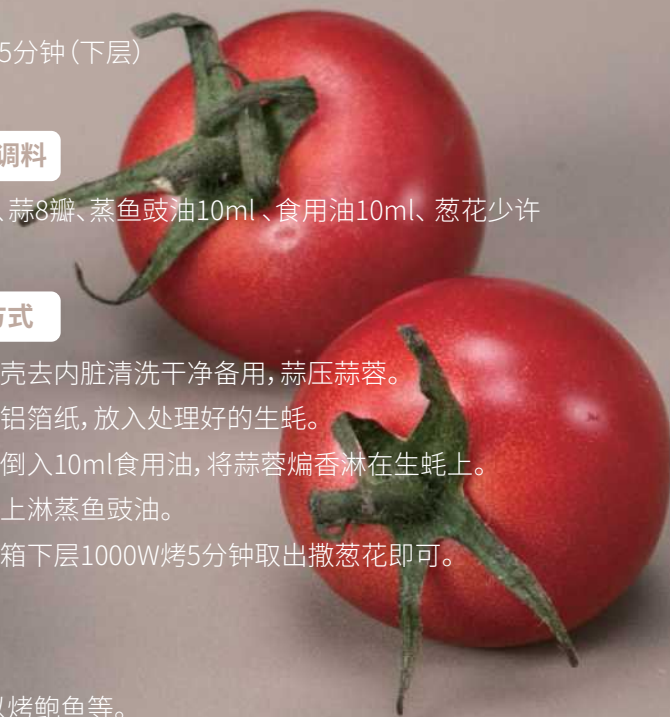 5分钟(下层)
调料
、蒜8瓣、蒸鱼豉油10ml、食用油10ml、葱花少许
方式
壳去内脏清洗干净备用,蒜压蒜蓉。
铝箔纸,放入处理好的生蚝。
倒入10ml食用油,将蒜蓉煸香淋在生蚝上。
上淋蒸鱼豉油。
箱下层1000W烤5分钟取出撒葱花即可。
以烤鲍鱼等。